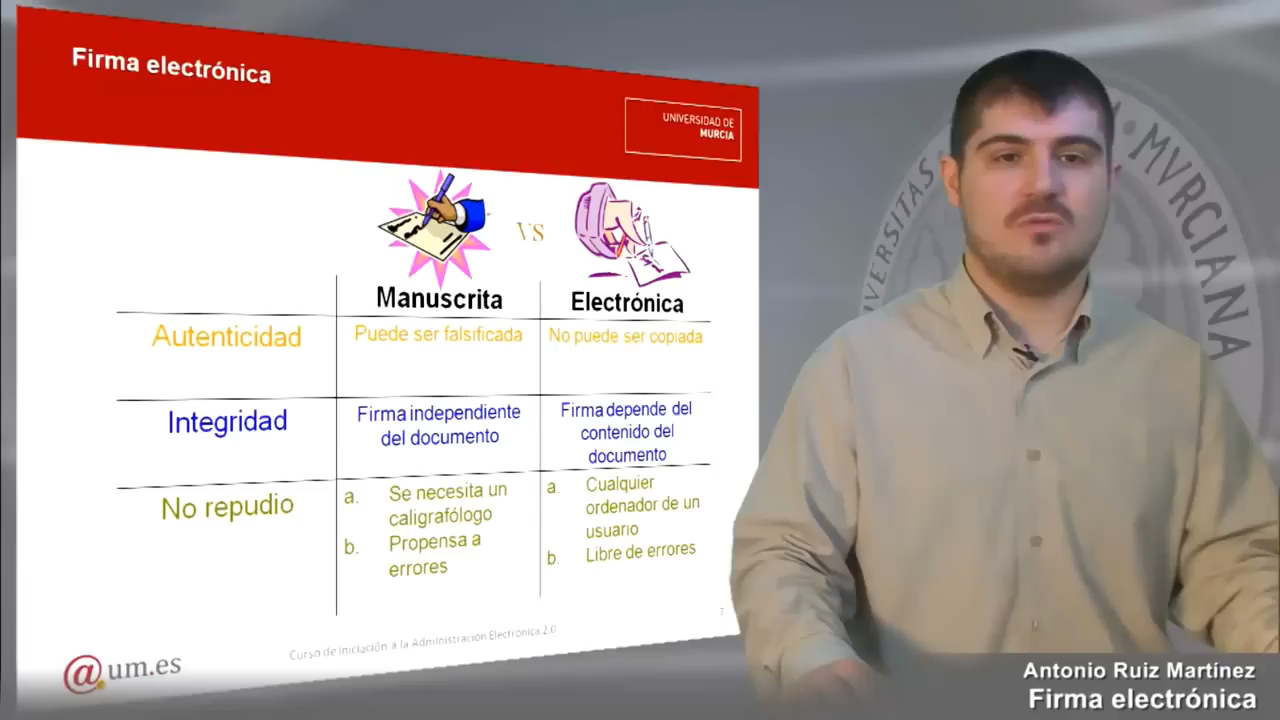 Firma electrónica
UNIVERSIDAD DE
MURCIA
VS
Manuscrita
Electrónica
Autenticidad
Puede ser falsificada
No puede ser copiada
Integridad
Firma independiente
del documento
Firma depende del
contenido del
documento
No repudio
a. Se necesita un
caligrafólogo
b. Propensa a
errores
a. Cualquier
ordenador de un
usuario
b. Libre de errores
7
Curso de Iniciación a la Administración Electrónica 2.0
@um.es
VERSITAS
MVRCIANA
Antonio Ruiz Martínez
Firma electrónica